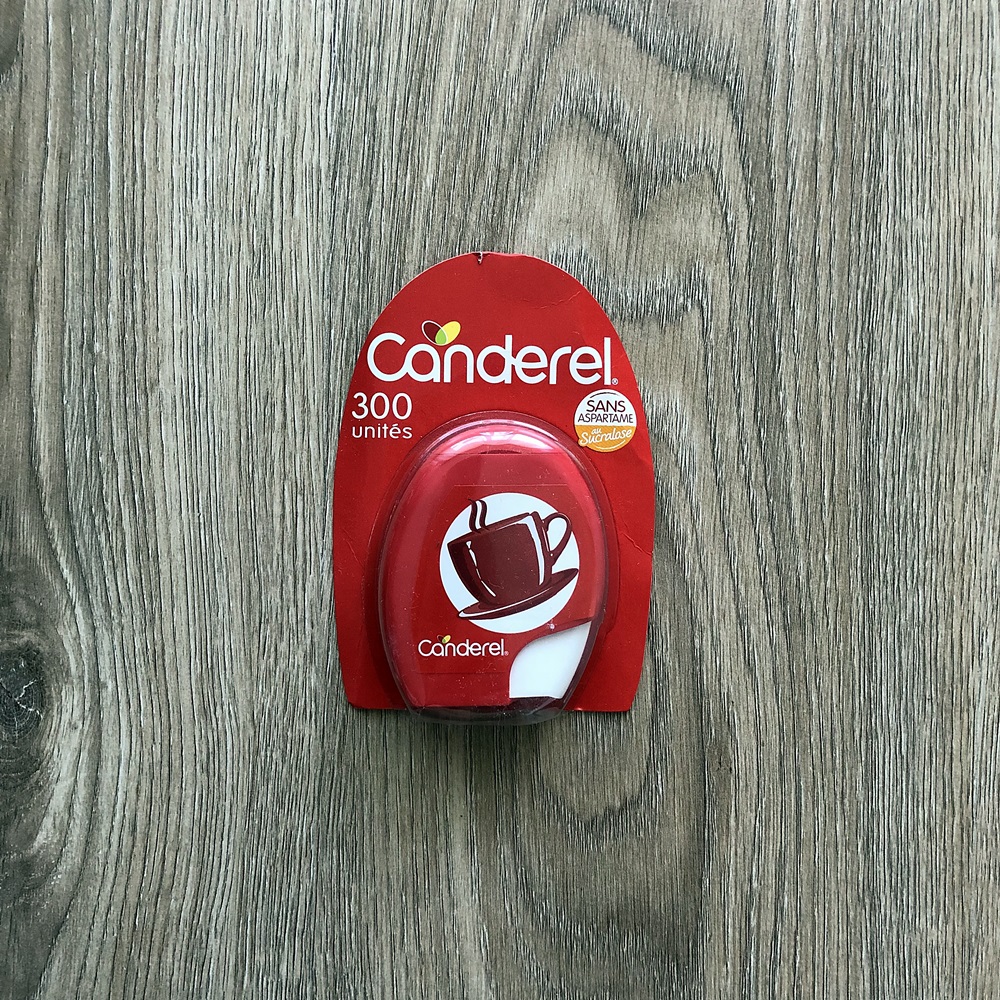 Canderel®
300
unités
SANS
ASPARTAME
au
Sucralose
Canderel®